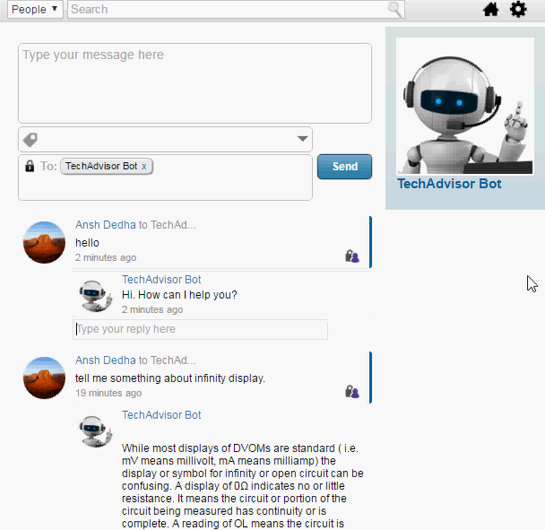 People
Search
Type your message here
To: TechAdvisor Bot x
Send
TechAdvisor Bot
Ansh Dedha to TechAd...
hello
2 minutes ago
TechAdvisor Bot
Hi. How can I help you?
2 minutes ago
Type your reply here
Ansh Dedha to TechAd...
tell me something about infinity display.
19 minutes ago
TechAdvisor Bot
While most displays of DVOMs are standard ( i.e.
mV means millivolt, mA means milliamp) the
display or symbol for infinity or open circuit can be
confusing. A display of 0Ω indicates no or little
resistance. It means the circuit or portion of the
circuit being measured has continuity or is
complete. A reading of OL means the circuit is